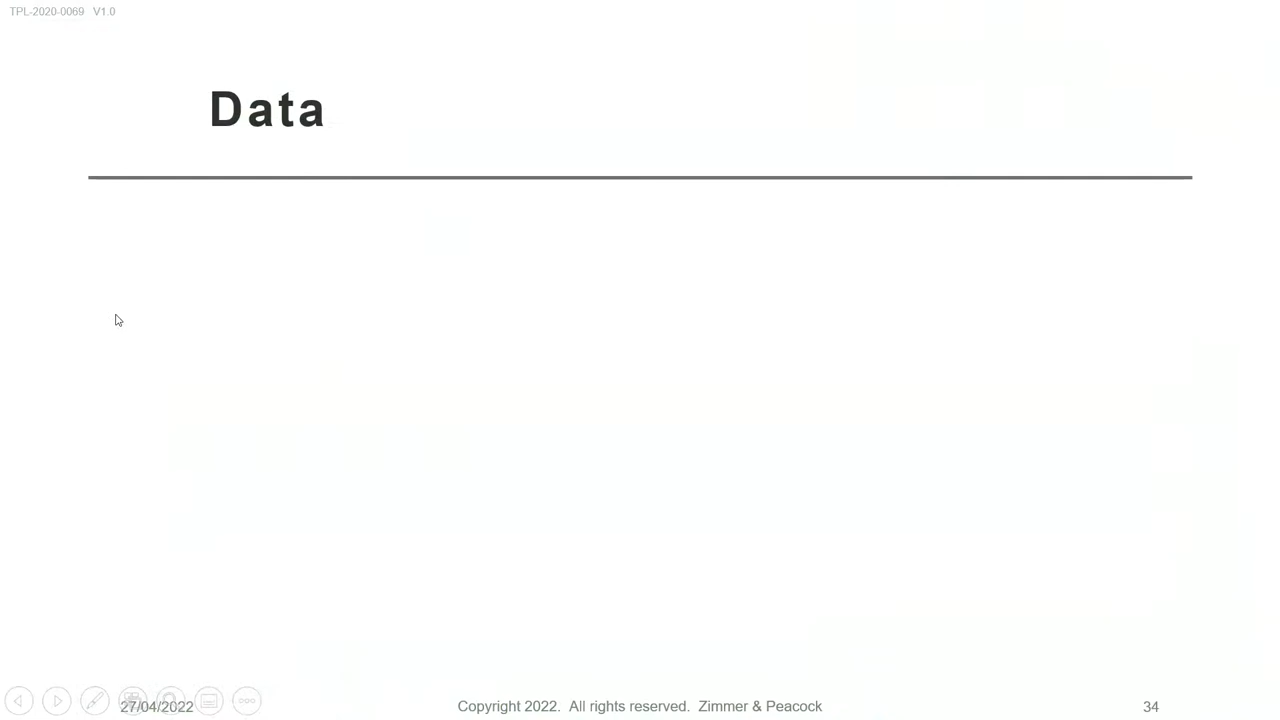 TPL-2020-0069 V1.0
Data
27/04/2022
Copyright 2022. All rights reserved. Zimmer & Peacock
34